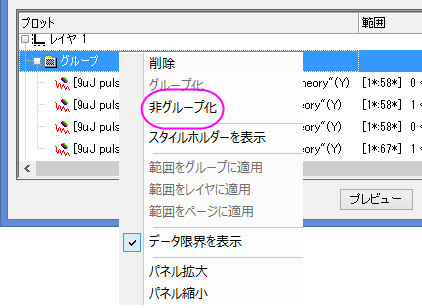 プロット 範囲
レイヤ 1
グループ
[9uJ puls eory"(Y) [1*:58*] 0
[9uJ puls eory"(Y) [1*:58*] 1
[9uJ puls eory"(Y) [1*:58*] 0
[9uJ puls eory"(Y) [1*:67*] 1
削除
グループ化
非グループ化
スタイルホルダーを表示
範囲をグループに適用
範囲をレイヤに適用
範囲をページに適用
データ限界を表示
パネル拡大
パネル縮小
プレビュー